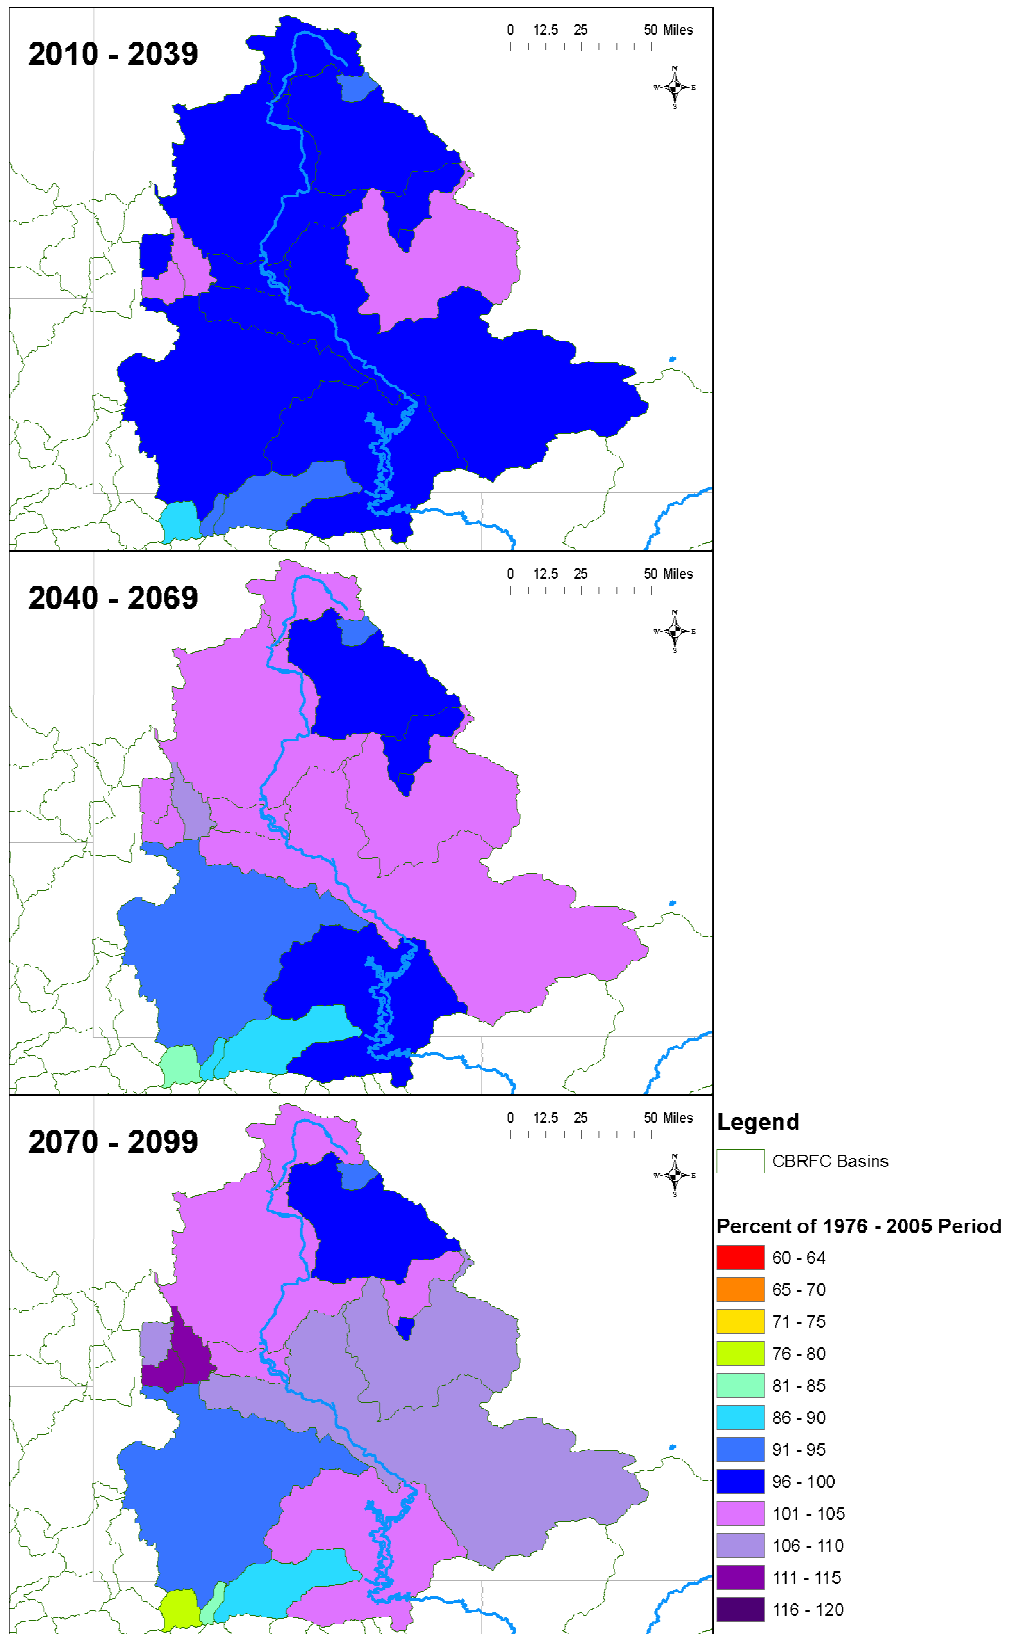 2010 - 2039
0 12.5 25 50 Miles
N
W E
S
2040 - 2069
0 12.5 25 50 Miles
N
W E
S
2070 - 2099
0 12.5 25 50 Miles
N
W E
S
Legend
CBRFC Basins
Percent of 1976 - 2005 Period
60 - 64
65 - 70
71 - 75
76 - 80
81 - 85
86 - 90
91 - 95
96 - 100
101 - 105
106 - 110
111 - 115
116 - 120